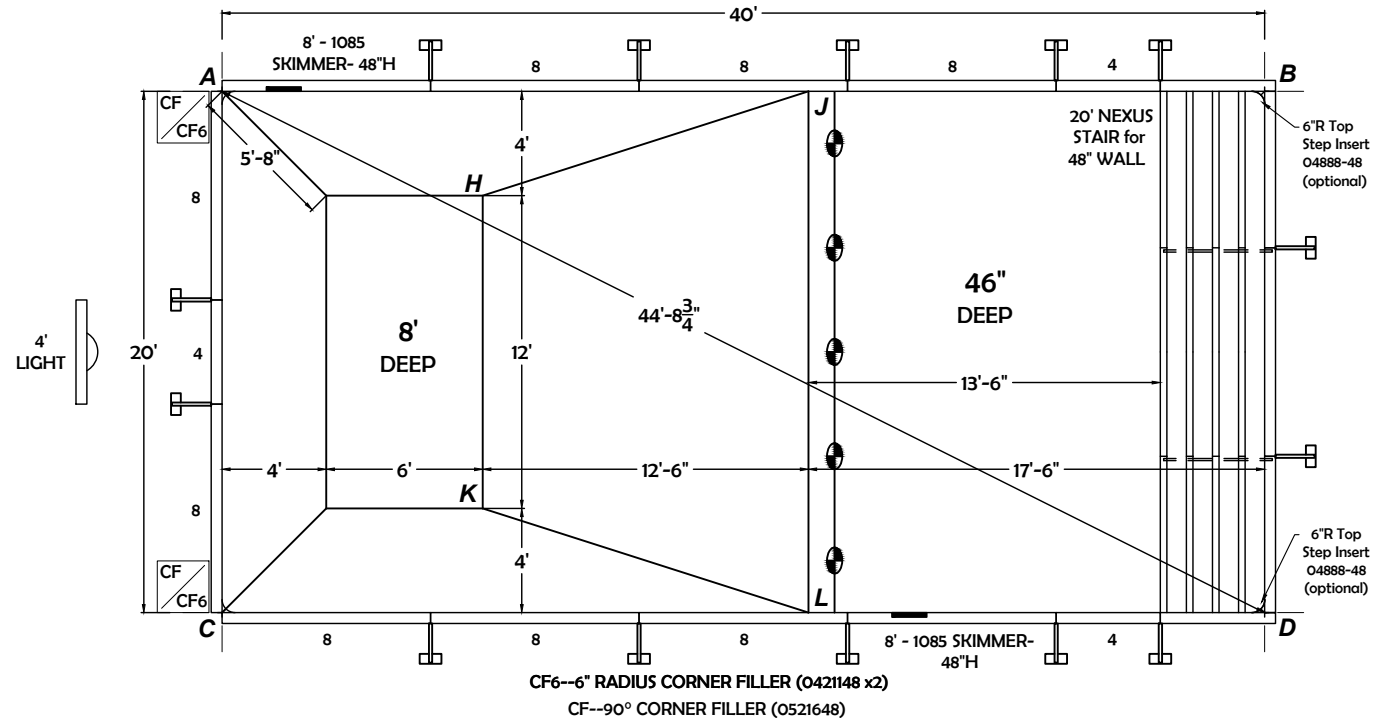 40'
8' - 1085
SKIMMER- 48"H
8
8
8
4
A
B
CF
CF6
5'-8"
4'
J
20' NEXUS
STAIR for
48" WALL
6"R Top
Step Insert
04888-48
(optional)
8
H
46"
DEEP
44'-8 3/4"
4'
LIGHT
20'
4
8'
DEEP
12'
13'-6"
4'
6'
12'-6"
17'-6"
K
8
4'
6"R Top
Step Insert
04888-48
(optional)
CF
CF6
L
C
D
8
8
8
8' - 1085 SKIMMER-
48"H
4
CF6--6" RADIUS CORNER FILLER (0421148 x2)
CF--90° CORNER FILLER (0521648)